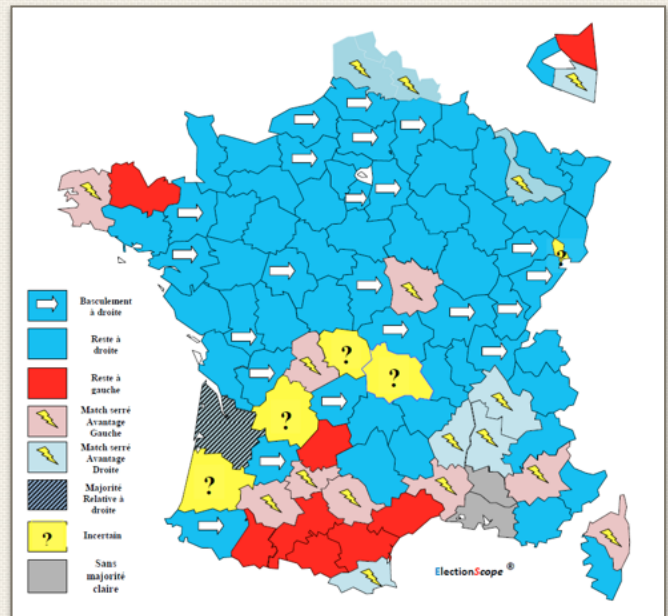 Basculement
à droite
Reste à
droite
Reste à
gauche
Match serré
Avantage
Gauche
Match serré
Avantage
Droite
Majorité
Relative à
droite
?
Incertain
Sans
majorité
claire
?
?
?
?
?
ElectionScope ®